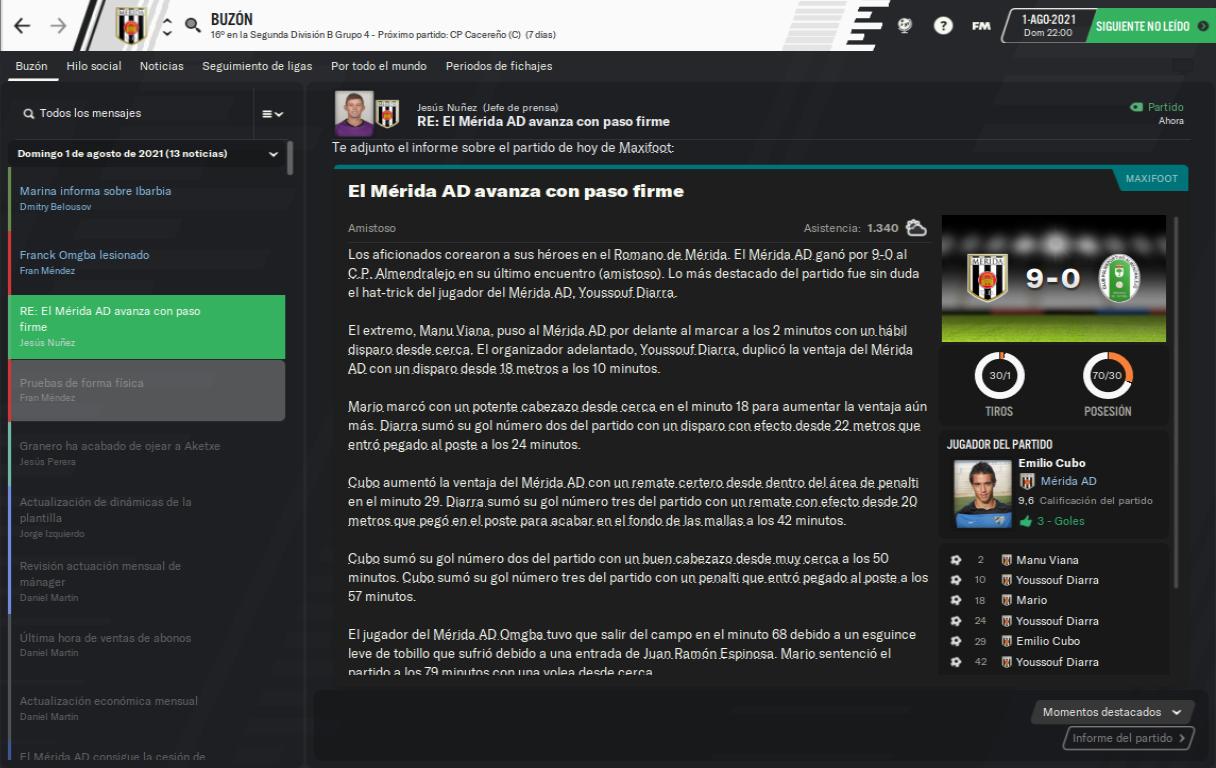 BUZÓN
16º en la Segunda División B Grupo 4 - Próximo partido: CP Cacereño (C) (7 días)
?
FM
1-AGO-2021
Dom 22:00
SIGUIENTE NO LEÍDO
Buzón
Hilo social
Noticias
Seguimiento de ligas
Por todo el mundo
Periodos de fichajes
Todos los mensajes
Domingo 1 de agosto de 2021 (13 noticias)
Marina informa sobre Ibarbia
Dmitry Belousov
Franck Omgba lesionado
Fran Méndez
RE: El Mérida AD avanza con paso
firme
Jesús Nuñez
Pruebas de forma física
Fran Méndez
Granero ha acabado de ojear a Aketxe
Jesús Perera
Actualización de dinámicas de la
plantilla
Jorge Izquierdo
Revisión actuación mensual de
mánager
Daniel Martin
Última hora de ventas de abonos
Daniel Martin
Actualización económica mensual
Daniel Martin
El Mérida AD consigue la cesión de
Jesús Nuñez (Jefe de prensa)
RE: El Mérida AD avanza con paso firme
Partido
Ahora
Te adjunto el informe sobre el partido de hoy de Maxifoot:
MAXIFOOT
El Mérida AD avanza con paso firme
Amistoso
Asistencia: 1.340
Los aficionados corearon a sus héroes en el Romano de Mérida. El Mérida AD ganó por 9-0 al
C.P. Almendralejo en su último encuentro (amistoso). Lo más destacado del partido fue sin duda
el hat-trick del jugador del Mérida AD, Youssouf Diarra.
El extremo, Manu Viana, puso al Mérida AD por delante al marcar a los 2 minutos con un hábil
disparo desde cerca. El organizador adelantado, Youssouf Diarra, duplicó la ventaja del Mérida
AD con un disparo desde 18 metros a los 10 minutos.
Mario marcó con un potente cabezazo desde cerca en el minuto 18 para aumentar la ventaja aún
más. Diarra sumó su gol número dos del partido con un disparo con efecto desde 22 metros que
entró pegado al poste a los 24 minutos.
Cubo aumentó la ventaja del Mérida AD con un remate certero desde dentro del área de penalti
en el minuto 29. Diarra sumó su gol número tres del partido con un remate con efecto desde 20
metros que pegó en el poste para acabar en el fondo de las mallas a los 42 minutos.
Cubo sumó su gol número dos del partido con un buen cabezazo desde muy cerca a los 50
minutos. Cubo sumó su gol número tres del partido con un penalti que entró pegado al poste a los
57 minutos.
El jugador del Mérida AD Omgba tuvo que salir del campo en el minuto 68 debido a un esguince
leve de tobillo que sufrió debido a una entrada de Juan Ramón Espinosa. Mario sentenció el
partido a los 79 minutos con una volea desde cerca.
MÉRIDA
9-0
30/1
TIROS
70/30
POSESIÓN
JUGADOR DEL PARTIDO
Emilio Cubo
Mérida AD
9,6 Calificación del partido
3 - Goles
2 Manu Viana
10 Youssouf Diarra
18 Mario
24 Youssouf Diarra
29 Emilio Cubo
42 Youssouf Diarra
Momentos destacados
Informe del partido